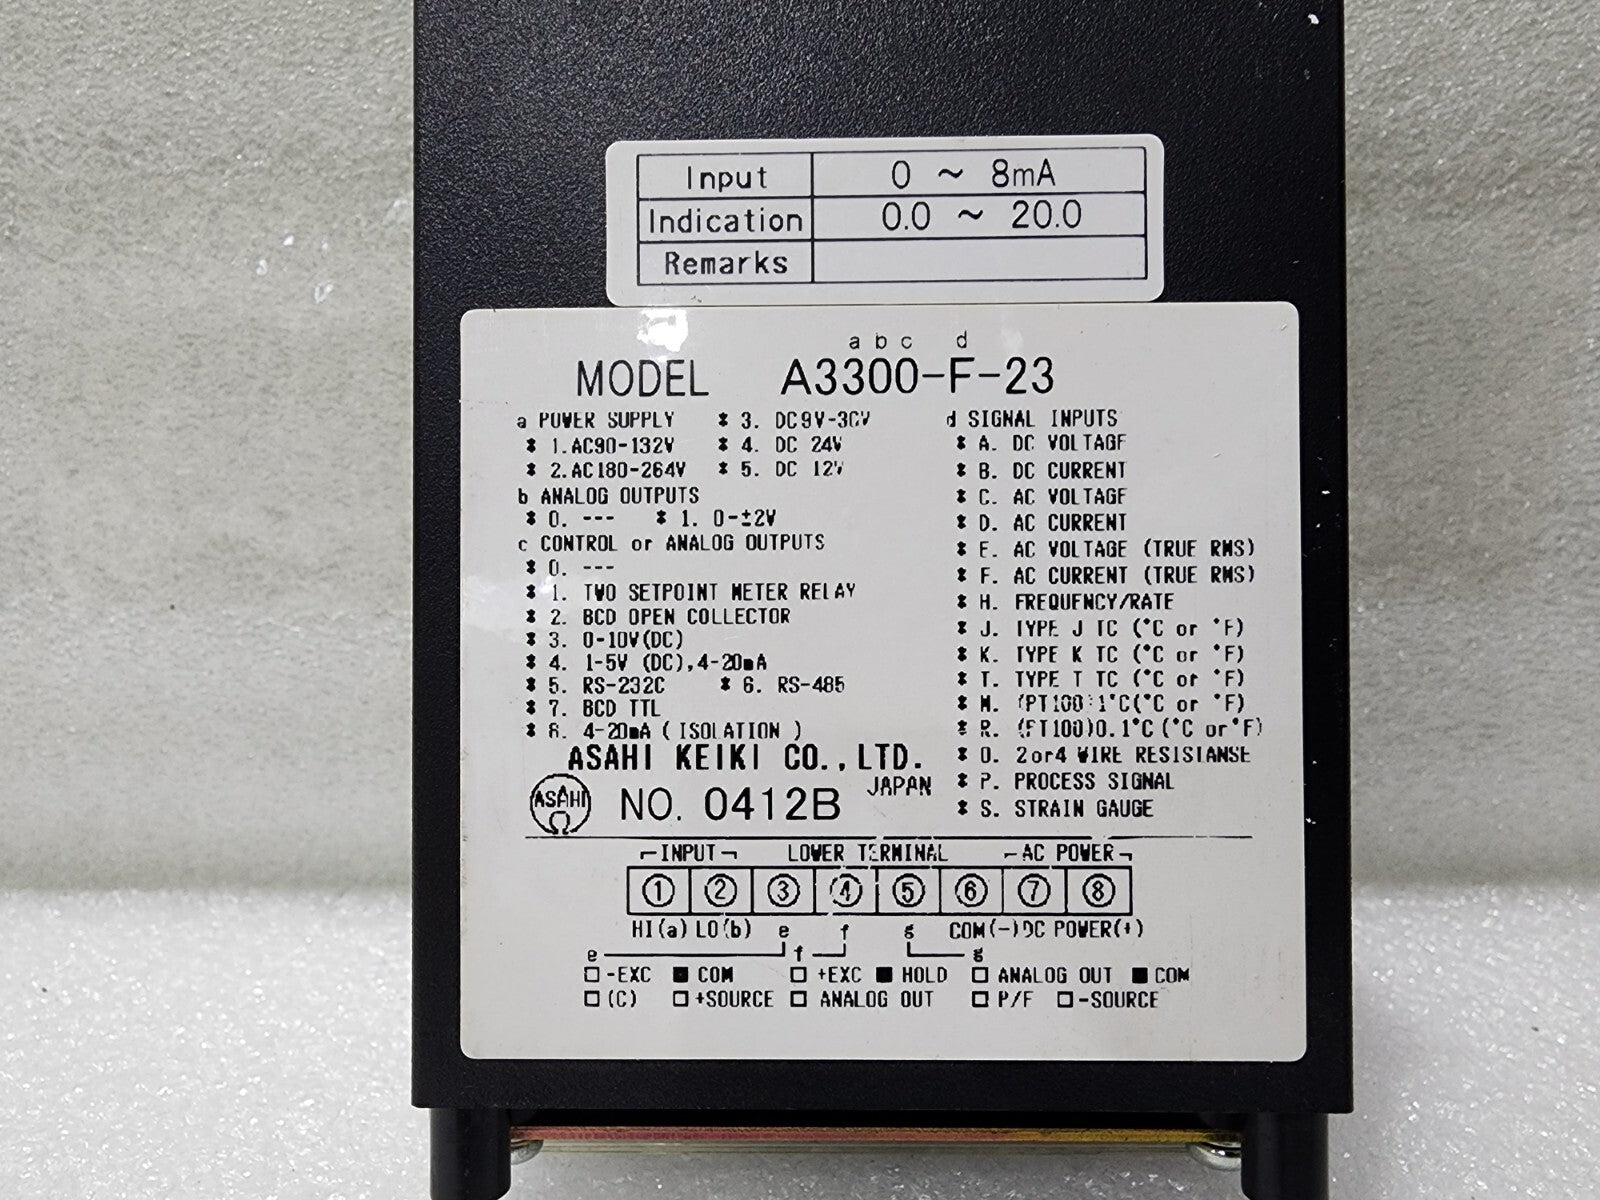 Input 0 ~ 8mA
Indication 0.0 ~ 20.0
Remarks
a b c d
MODEL A3300-F-23
a POWER SUPPLY
* 1. AC90-132V
* 2. AC180-264V
* 3. DC9V-30V
* 4. DC 24V
* 5. DC 12V
b ANALOG OUTPUTS
* 0. --- * 1. 0-±2V
c CONTROL or ANALOG OUTPUTS
* 0. ---
* 1. TWO SETPOINT METER RELAY
* 2. BCD OPEN COLLECTOR
* 3. 0-10V(DC)
* 4. 1-5V (DC),4-20mA
* 5. RS-232C * 6. RS-485
* 7. BCD TTL
* 8. 4-20mA ( ISOLATION )
d SIGNAL INPUTS
* A. DC VOLTAGE
* B. DC CURRENT
* C. AC VOLTAGE
* D. AC CURRENT
* E. AC VOLTAGE (TRUE RMS)
* F. AC CURRENT (TRUE RMS)
* H. FREQUENCY/RATE
* J. TYPE J TC (°C or °F)
* K. TYPE K TC (°C or °F)
* T. TYPE T TC (°C or °F)
* M. (PT100)1°C(°C or °F)
* R. (PT100)0.1°C(°C or °F)
* O. 2or4 WIRE RESISTANSE
* P. PROCESS SIGNAL
* S. STRAIN GAUGE
ASAHI KEIKI CO.,LTD.
JAPAN
ASAHI NO. 0412B
INPUT LOWER TERMINAL AC POWER
① ② ③ ④ ⑤ ⑥ ⑦ ⑧
HI(a) LO(b) e f g COM(-)DC POWER(+)
e f g
□ -EXC ■ COM □ +EXC ■ HOLD □ ANALOG OUT ■ COM
□ (C) □ +SOURCE □ ANALOG OUT □ P/F □ -SOURCE